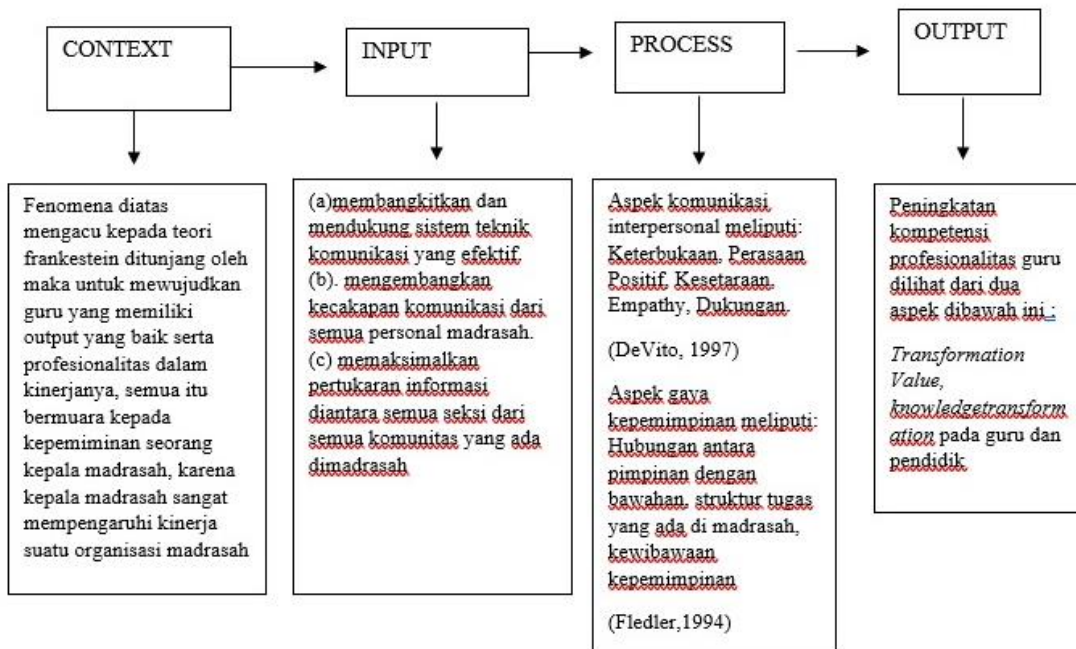 CONTEXT
INPUT
PROCESS
OUTPUT
Fenomena diatas
mengacu kepada teori
frankestein ditunjang oleh
maka untuk mewujudkan
guru yang memiliki
output yang baik serta
profesionalitas dalam
kinerjanya, semua itu
bermuara kepada
kepemiminan seorang
kepala madrasah, karena
kepala madrasah sangat
mempengaruhi kinerja
suatu organisasi madrasah
(a)membangkitkan dan
mendukung sistem teknik
komunikasi yang efektif.
(b). mengembangkan
kecakapan komunikasi dari
semua personal madrasah.
(c) memaksimalkan
pertukaran informasi
diantara semua seksi dari
semua komunitas yang ada
dimadrasah
Aspek komunikasi
interpersonal meliputi:
Keterbukaan, Perasaan
Positif, Kesetaraan,
Empathy, Dukungan.
(DeVito, 1997)
Aspek gaya
kepemimpinan meliputi:
Hubungan antara
pimpinan dengan
bawahan, struktur tugas
yang ada di madrasah,
kewibawaan
kepemimpinan
(Fledler,1994)
Peningkatan
kompetensi
profesionalitas guru
dilihat dari dua
aspek dibawah ini :
Transformation
Value,
knowledgetransform
ation pada guru dan
pendidik